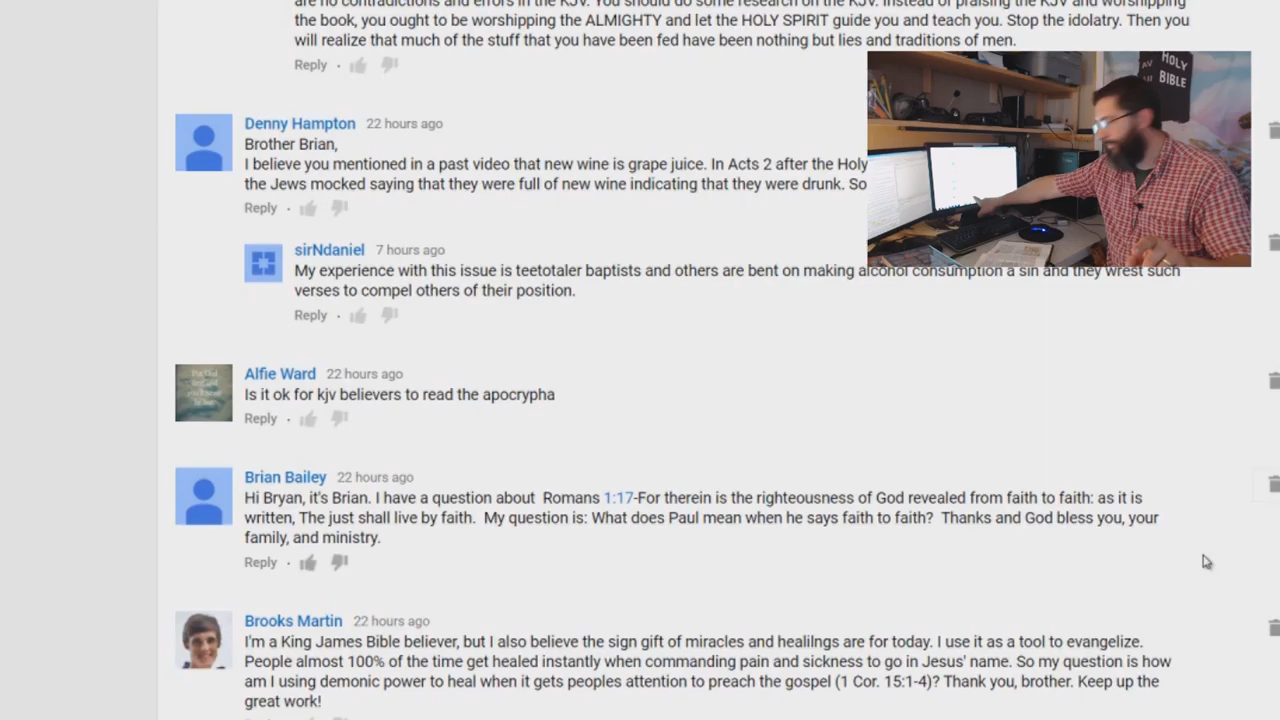 are no contradictions and errors in the KJV. You should do some research on the KJV. Instead of praising the KJV and worshipping
the book, you ought to be worshipping the ALMIGHTY and let the HOLY SPIRIT guide you and teach you. Stop the idolatry. Then you
will realize that much of the stuff that you have been fed have been nothing but lies and traditions of men.
Reply
AV HOLY
BIBLE
Denny Hampton 22 hours ago
Brother Brian,
I believe you mentioned in a past video that new wine is grape juice. In Acts 2 after the Holy
the Jews mocked saying that they were full of new wine indicating that they were drunk. So
Reply
sirNdaniel 7 hours ago
My experience with this issue is teetotaler baptists and others are bent on making alcohol consumption a sin and they wrest such
verses to compel others of their position.
Reply
Alfie Ward 22 hours ago
Is it ok for kjv believers to read the apocrypha
Reply
Brian Bailey 22 hours ago
Hi Bryan, it's Brian. I have a question about Romans 1:17-For therein is the righteousness of God revealed from faith to faith: as it is
written, The just shall live by faith. My question is: What does Paul mean when he says faith to faith? Thanks and God bless you, your
family, and ministry.
Reply
Brooks Martin 22 hours ago
I'm a King James Bible believer, but I also believe the sign gift of miracles and healilngs are for today. I use it as a tool to evangelize.
People almost 100% of the time get healed instantly when commanding pain and sickness to go in Jesus' name. So my question is how
am I using demonic power to heal when it gets peoples attention to preach the gospel (1 Cor. 15:1-4)? Thank you, brother. Keep up the
great work!